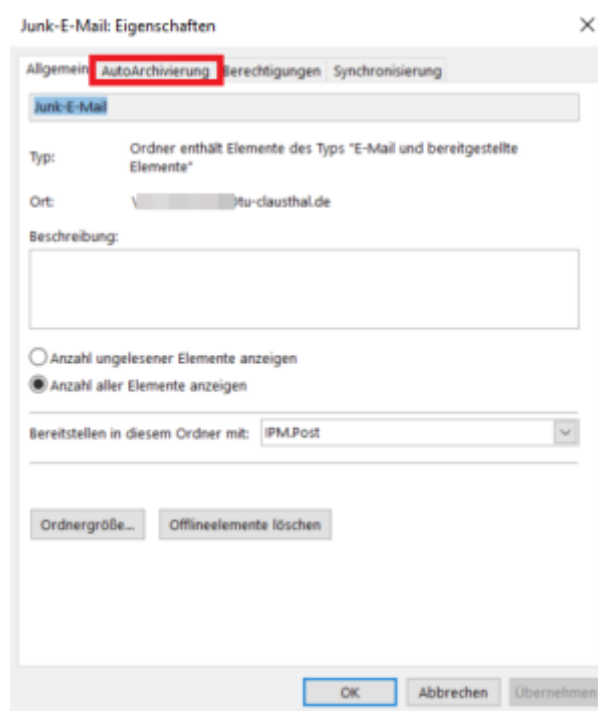 Junk-E-Mail: Eigenschaften
Allgemein AutoArchivierung Berechtigungen Synchronisierung
Junk-E-Mail
Typ: Ordner enthält Elemente des Typs "E-Mail und bereitgestellte
Elemente"
Ort: \ tu-clausthal.de
Beschreibung:
Anzahl ungelesener Elemente anzeigen
Anzahl aller Elemente anzeigen
Bereitstellen in diesem Ordner mit: IPM.Post
Ordnergröße... Offlineelemente löschen
OK Abbrechen Übernehmen